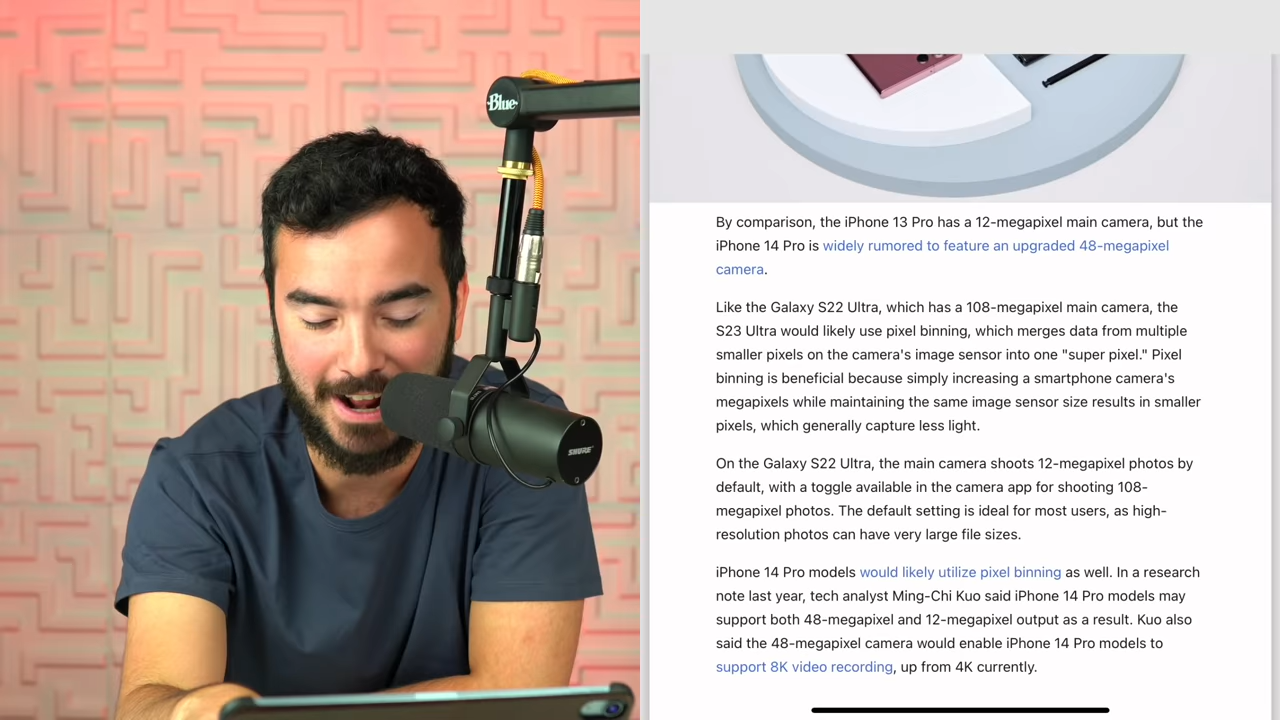 Blue
SHURE
By comparison, the iPhone 13 Pro has a 12-megapixel main camera, but the
iPhone 14 Pro is widely rumored to feature an upgraded 48-megapixel
camera.
Like the Galaxy S22 Ultra, which has a 108-megapixel main camera, the
S23 Ultra would likely use pixel binning, which merges data from multiple
smaller pixels on the camera's image sensor into one "super pixel." Pixel
binning is beneficial because simply increasing a smartphone camera's
megapixels while maintaining the same image sensor size results in smaller
pixels, which generally capture less light.
On the Galaxy S22 Ultra, the main camera shoots 12-megapixel photos by
default, with a toggle available in the camera app for shooting 108-
megapixel photos. The default setting is ideal for most users, as high-
resolution photos can have very large file sizes.
iPhone 14 Pro models would likely utilize pixel binning as well. In a research
note last year, tech analyst Ming-Chi Kuo said iPhone 14 Pro models may
support both 48-megapixel and 12-megapixel output as a result. Kuo also
said the 48-megapixel camera would enable iPhone 14 Pro models to
support 8K video recording, up from 4K currently.